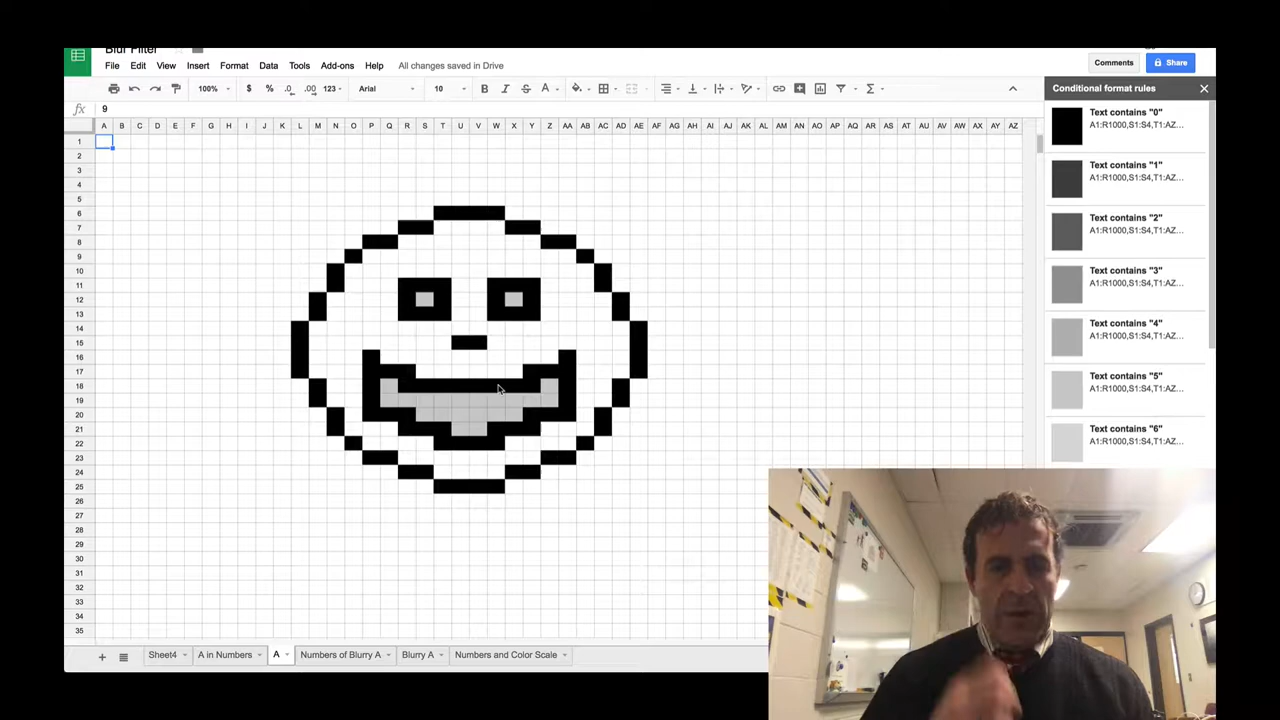 Blur Filter
File Edit View Insert Format Data Tools Add-ons Help All changes saved in Drive
Comments Share
100% $ % .0 .00 123 Arial 10 B I S A Σ
Conditional format rules
fx 9
A B C D E F G H I J K L M N O P Q R S T U V W X Y Z AA AB AC AD AE AF AG AH AI AJ AK AL AM AN AO AP AQ AR AS AT AU AV AW AX AY AZ
1
2
3
4
5
6
7
8
9
10
11
12
13
14
15
16
17
18
19
20
21
22
23
24
25
26
27
28
29
30
31
32
33
34
35
Text contains "0"
A1:R1000,S1:S4,T1:AZ...
Text contains "1"
A1:R1000,S1:S4,T1:AZ...
Text contains "2"
A1:R1000,S1:S4,T1:AZ...
Text contains "3"
A1:R1000,S1:S4,T1:AZ...
Text contains "4"
A1:R1000,S1:S4,T1:AZ...
Text contains "5"
A1:R1000,S1:S4,T1:AZ...
Text contains "6"
A1:R1000,S1:S4,T1:AZ...
Sheet4 A in Numbers A Numbers of Blurry A Blurry A Numbers and Color Scale